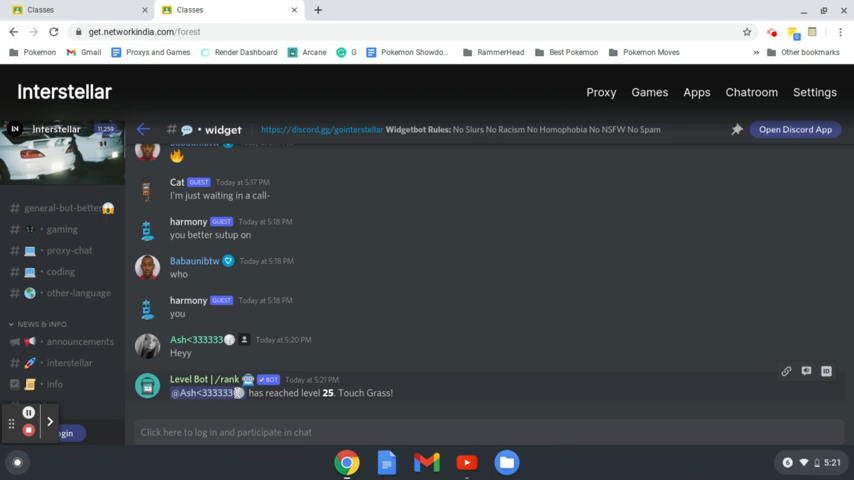 Classes
Classes
get.networkindia.com/forest
Pokemon
Gmail
Proxys and Games
Render Dashboard
Arcane
G
Pokemon Showdo...
RammerHead
Best Pokemon
Pokemon Moves
»
Other bookmarks
Interstellar
Proxy
Games
Apps
Chatroom
Settings
IN
Interstellar
11,259
# • widget
https://discord.gg/gointerstellar Widgetbot Rules: No Slurs No Racism No Homophobia No NSFW No Spam
Open Discord App
# general-but-better
# • gaming
# • proxy-chat
# • coding
# • other-language
NEWS & INFO
• announcements
# • interstellar
• info
ogin
Babaunibtw
Cat GUEST Today at 5:17 PM
I'm just waiting in a call-
harmony GUEST Today at 5:18 PM
you better sutup on
Babaunibtw Today at 5:18 PM
who
harmony GUEST Today at 5:18 PM
you
Ash<333333 Today at 5:20 PM
Heyy
Level Bot | /rank BOT Today at 5:21 PM
@Ash<333333 has reached level 25. Touch Grass!
ID
Click here to log in and participate in chat
6
5:21